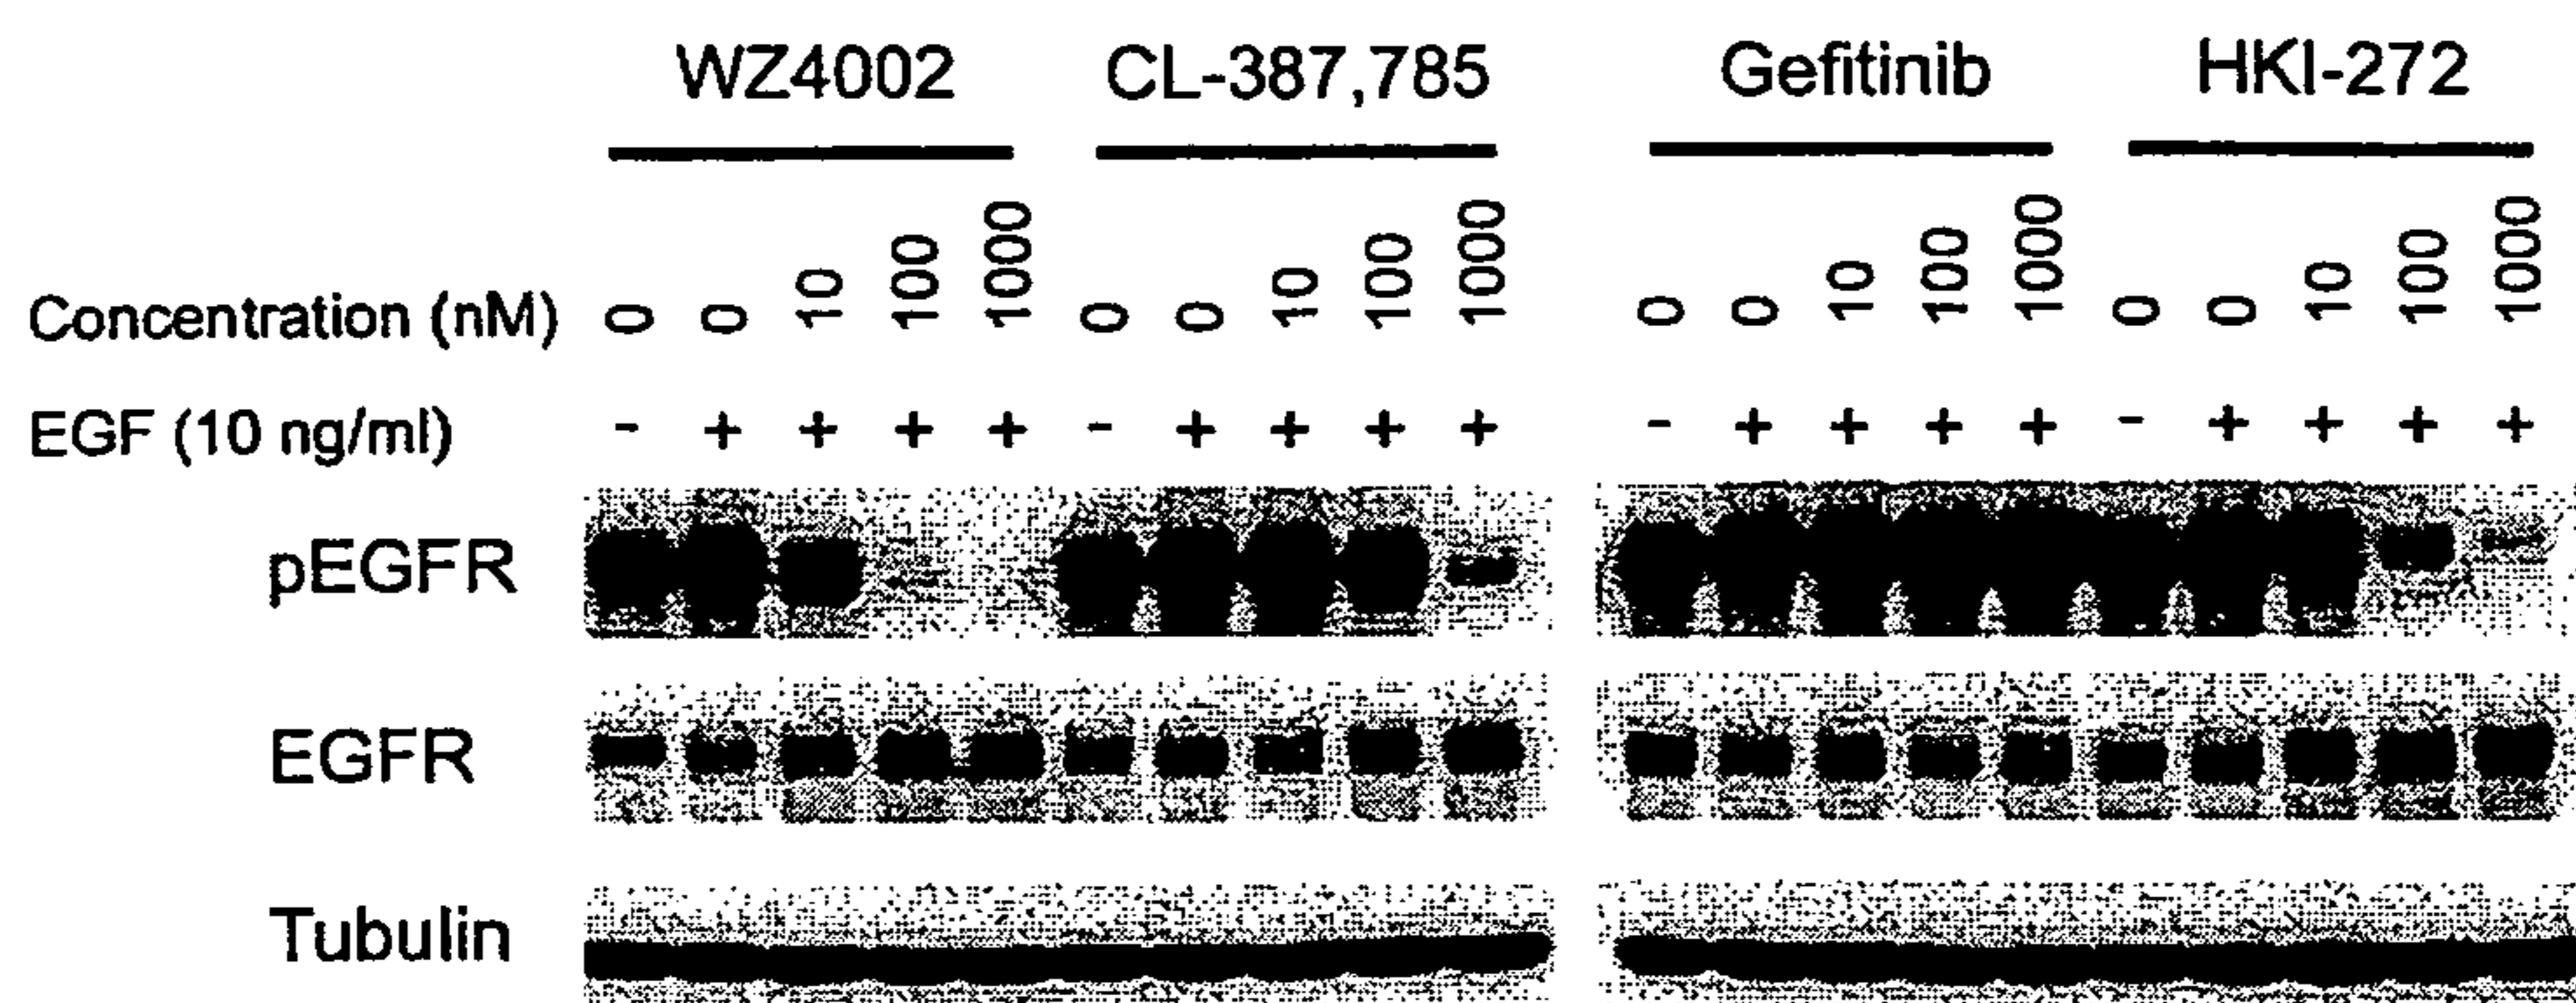 WZ4002 CL-387,785 Gefitinib HKI-272
Concentration (nM) 0 0 10 100 1000 0 0 10 100 1000 0 0 10 100 1000 0 0 10 100 1000
EGF (10 ng/ml) - + + + + - + + + + - + + + + - + + + +
pEGFR
EGFR
Tubulin